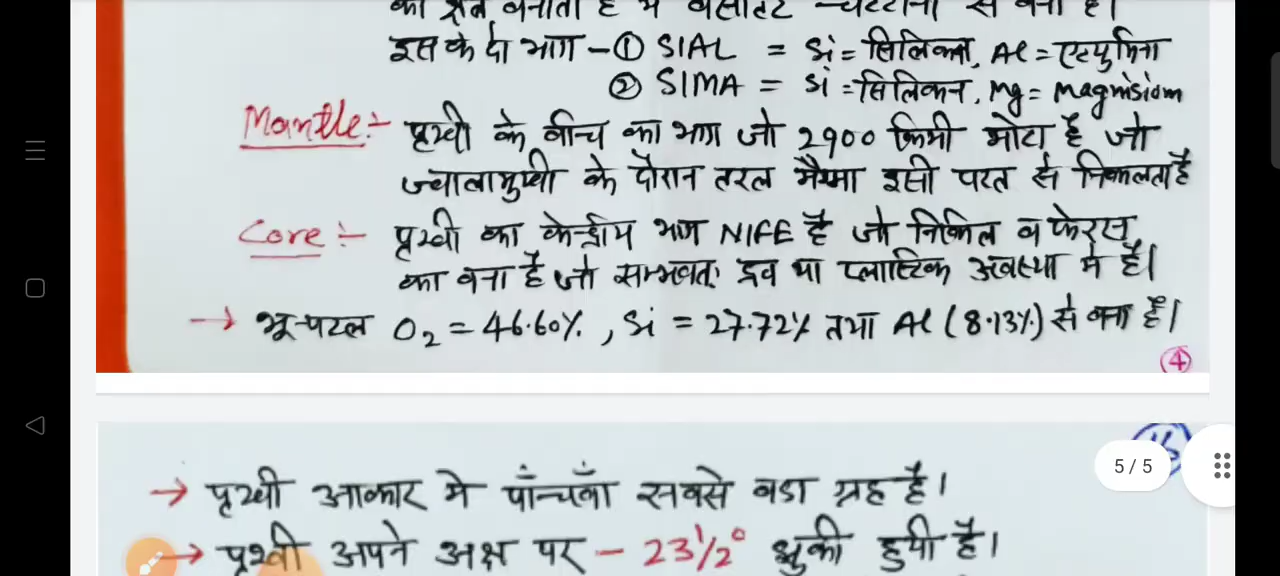 इस के दो भाग – ① SIAL = Si = सिलिकन, Al = एल्युमिना
② SIMA = Si = सिलिकन, Mg = Magnisiom
Mantle :- पृथ्वी के बीच का भाग जो 2900 किमी मोटा है जो
ज्वालामुखी के दौरान तरल मैग्मा इसी परत से निकलता है
Core :- पृथ्वी का केन्द्रीय भाग NIFE है जो निकिल व फेरस
का बना है जो सम्भवतः द्रव या प्लास्टिक अवस्था मे है।
→ भू-पटल O₂ = 46.60%, Si = 27.72% तथा Al (8.13%) से बना है।
④
5 / 5
→ पृथ्वी आकार मे पाँचवाँ सबसे बडा ग्रह है।
→ पृथ्वी अपने अक्ष पर – 23½° झुकी हुयी है।